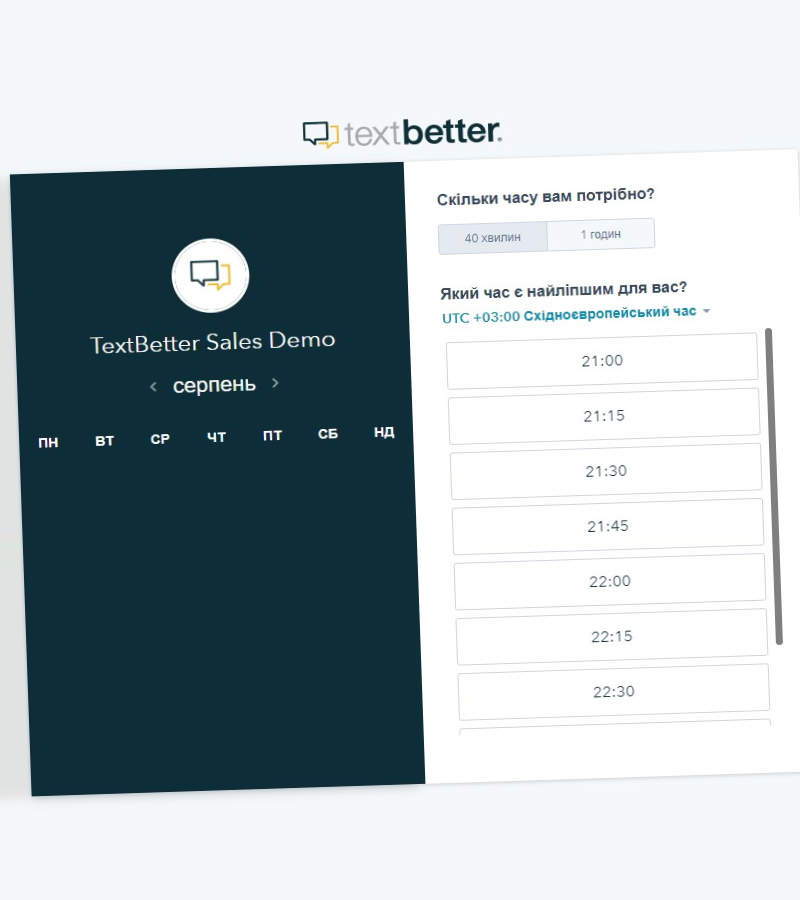 textbetter.
TextBetter Sales Demo
серпень
ПН ВТ СР ЧТ ПТ СБ НД
Скільки часу вам потрібно?
40 хвилин 1 годин
Який час є найліпшим для вас?
UTC +03:00 Східноєвропейський час
21:00
21:15
21:30
21:45
22:00
22:15
22:30